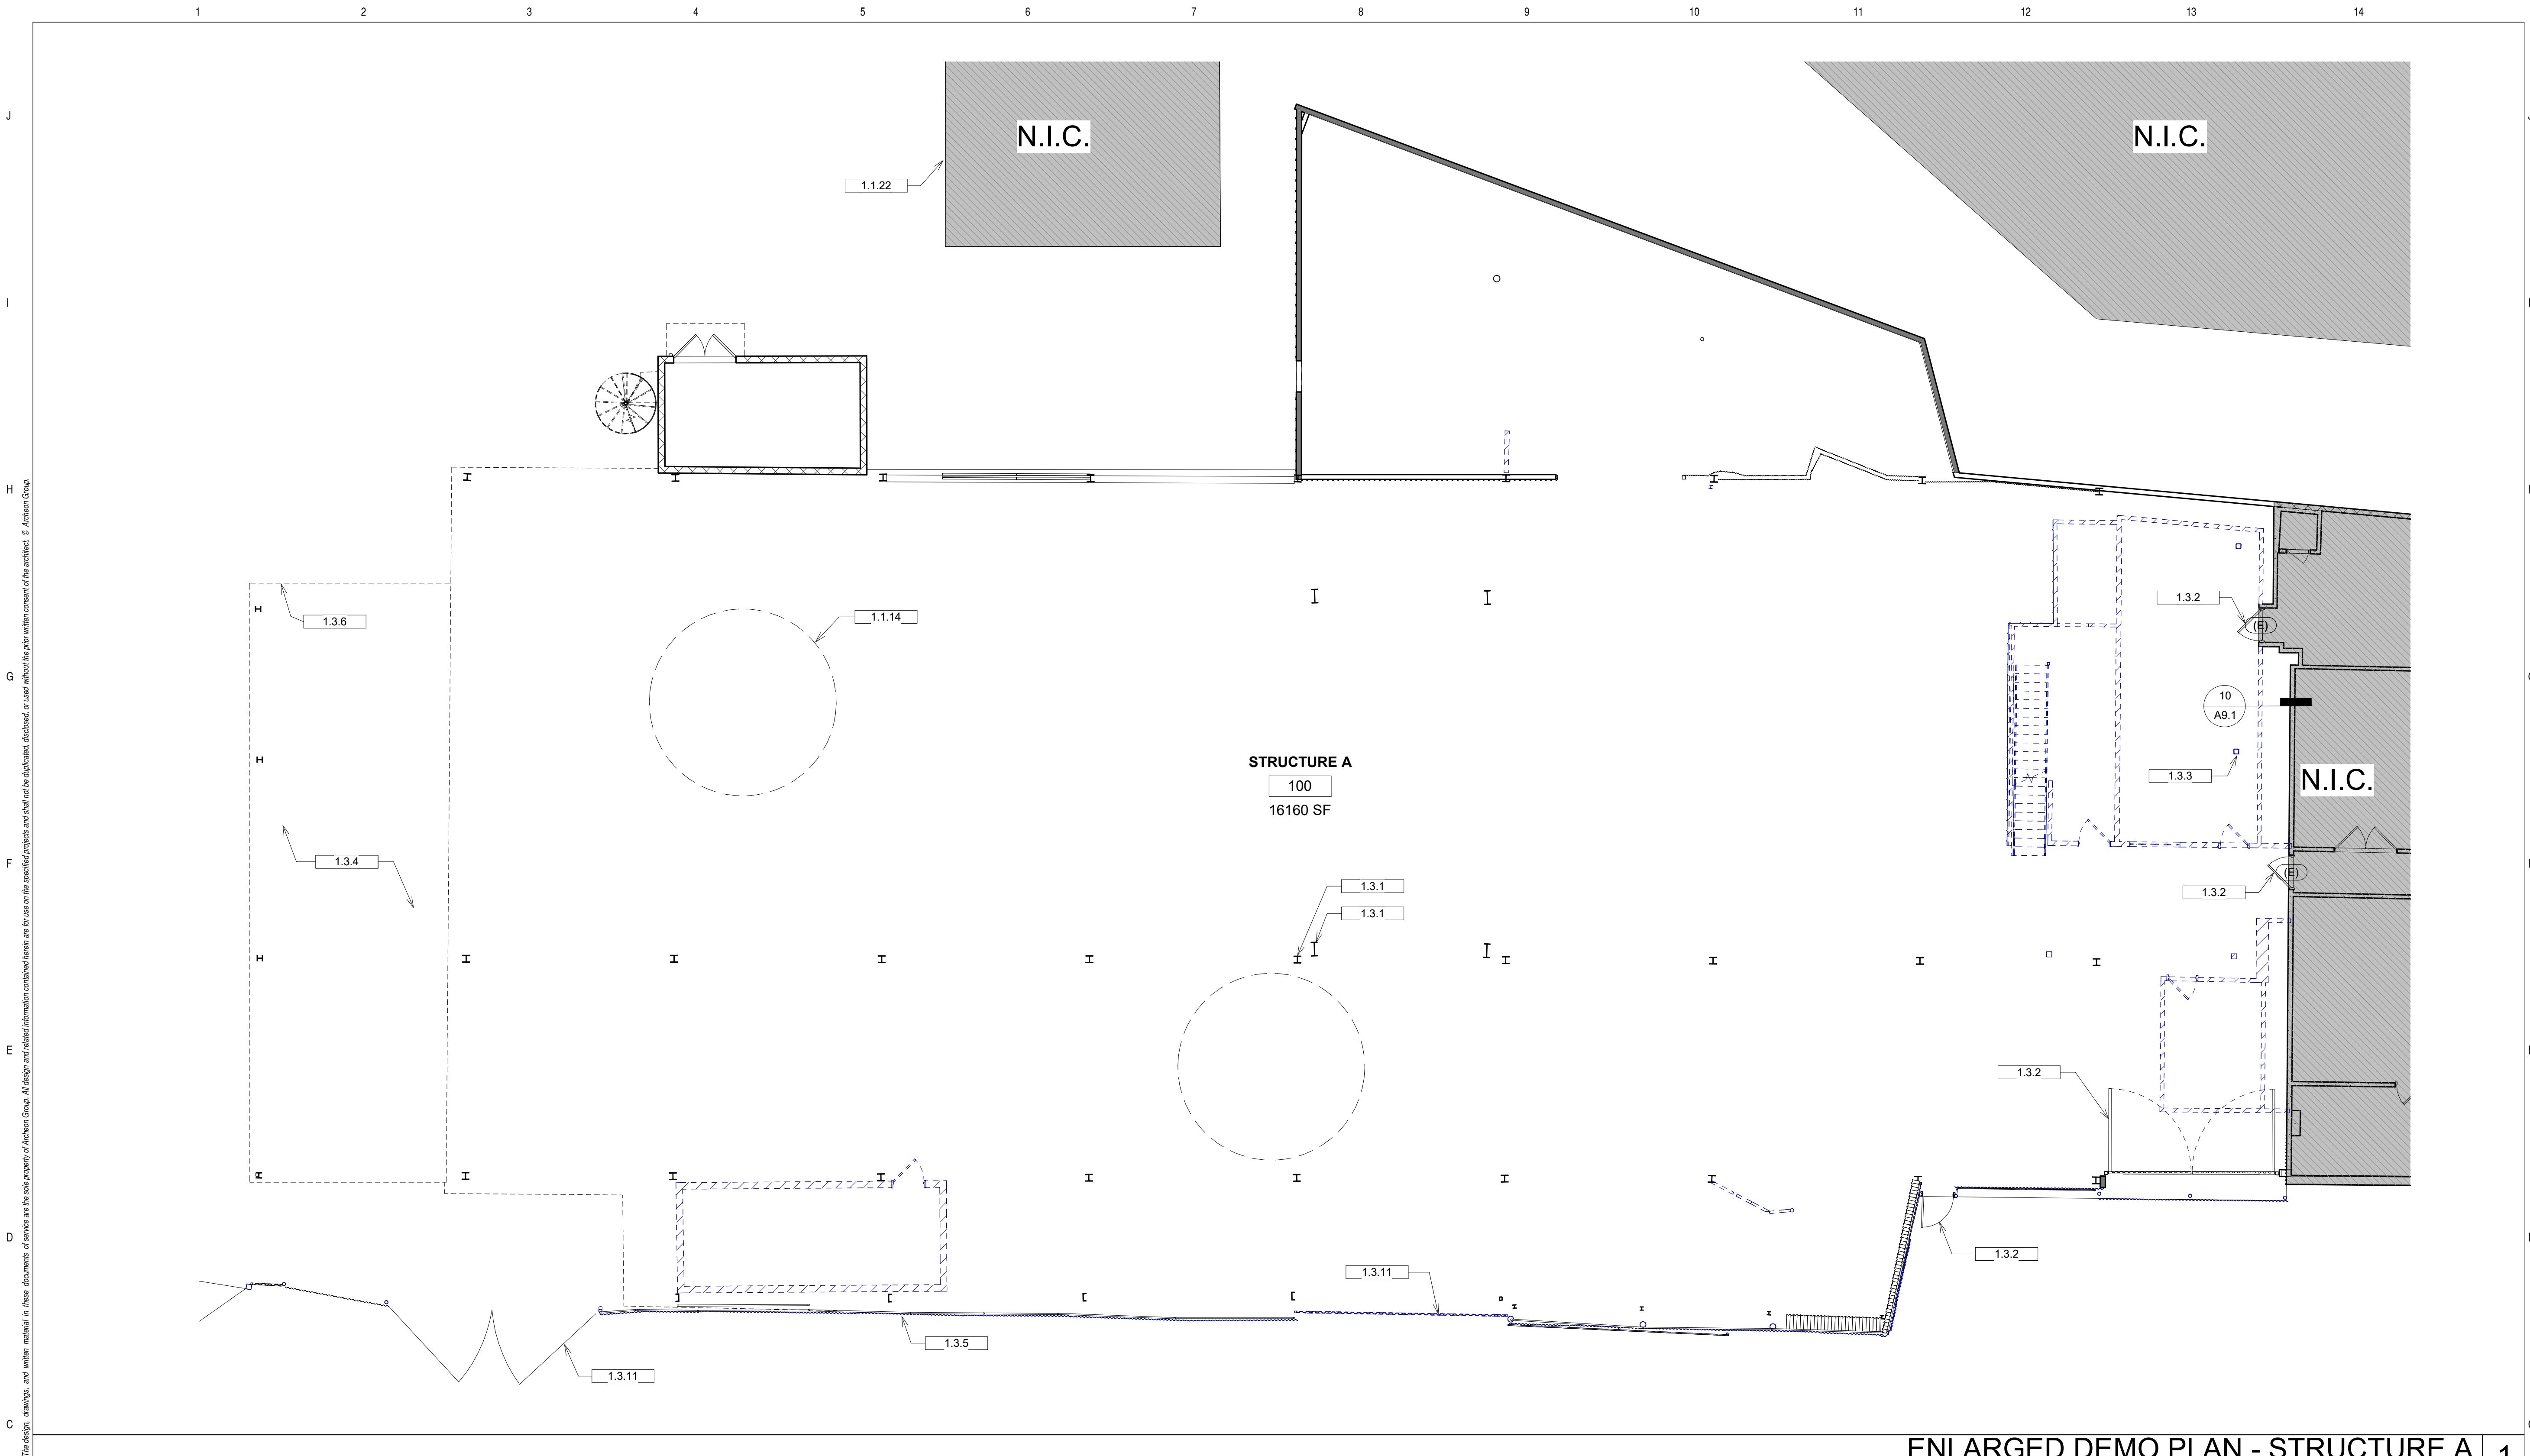 1 2 3 4 5 6 7 8 9 10 11 12 13 14
J
N.I.C.
N.I.C.
1.1.22
I
H
1.3.2
(E)
1.3.6
1.1.14
G
10
A9.1
STRUCTURE A
100
16160 SF
1.3.3
N.I.C.
F
1.3.4
1.3.1
1.3.2
(E)
1.3.1
E
1.3.2
D
1.3.2
1.3.11
1.3.5
1.3.11
C
The design, drawings, and written material in these documents of service are the sole property of Archeon Group. All design and related information contained herein are for use on the specified projects and shall not be duplicated, disclosed, or used without the prior written consent of the architect. © Archeon Group.
ENLARGED DEMO PLAN - STRUCTURE A 1